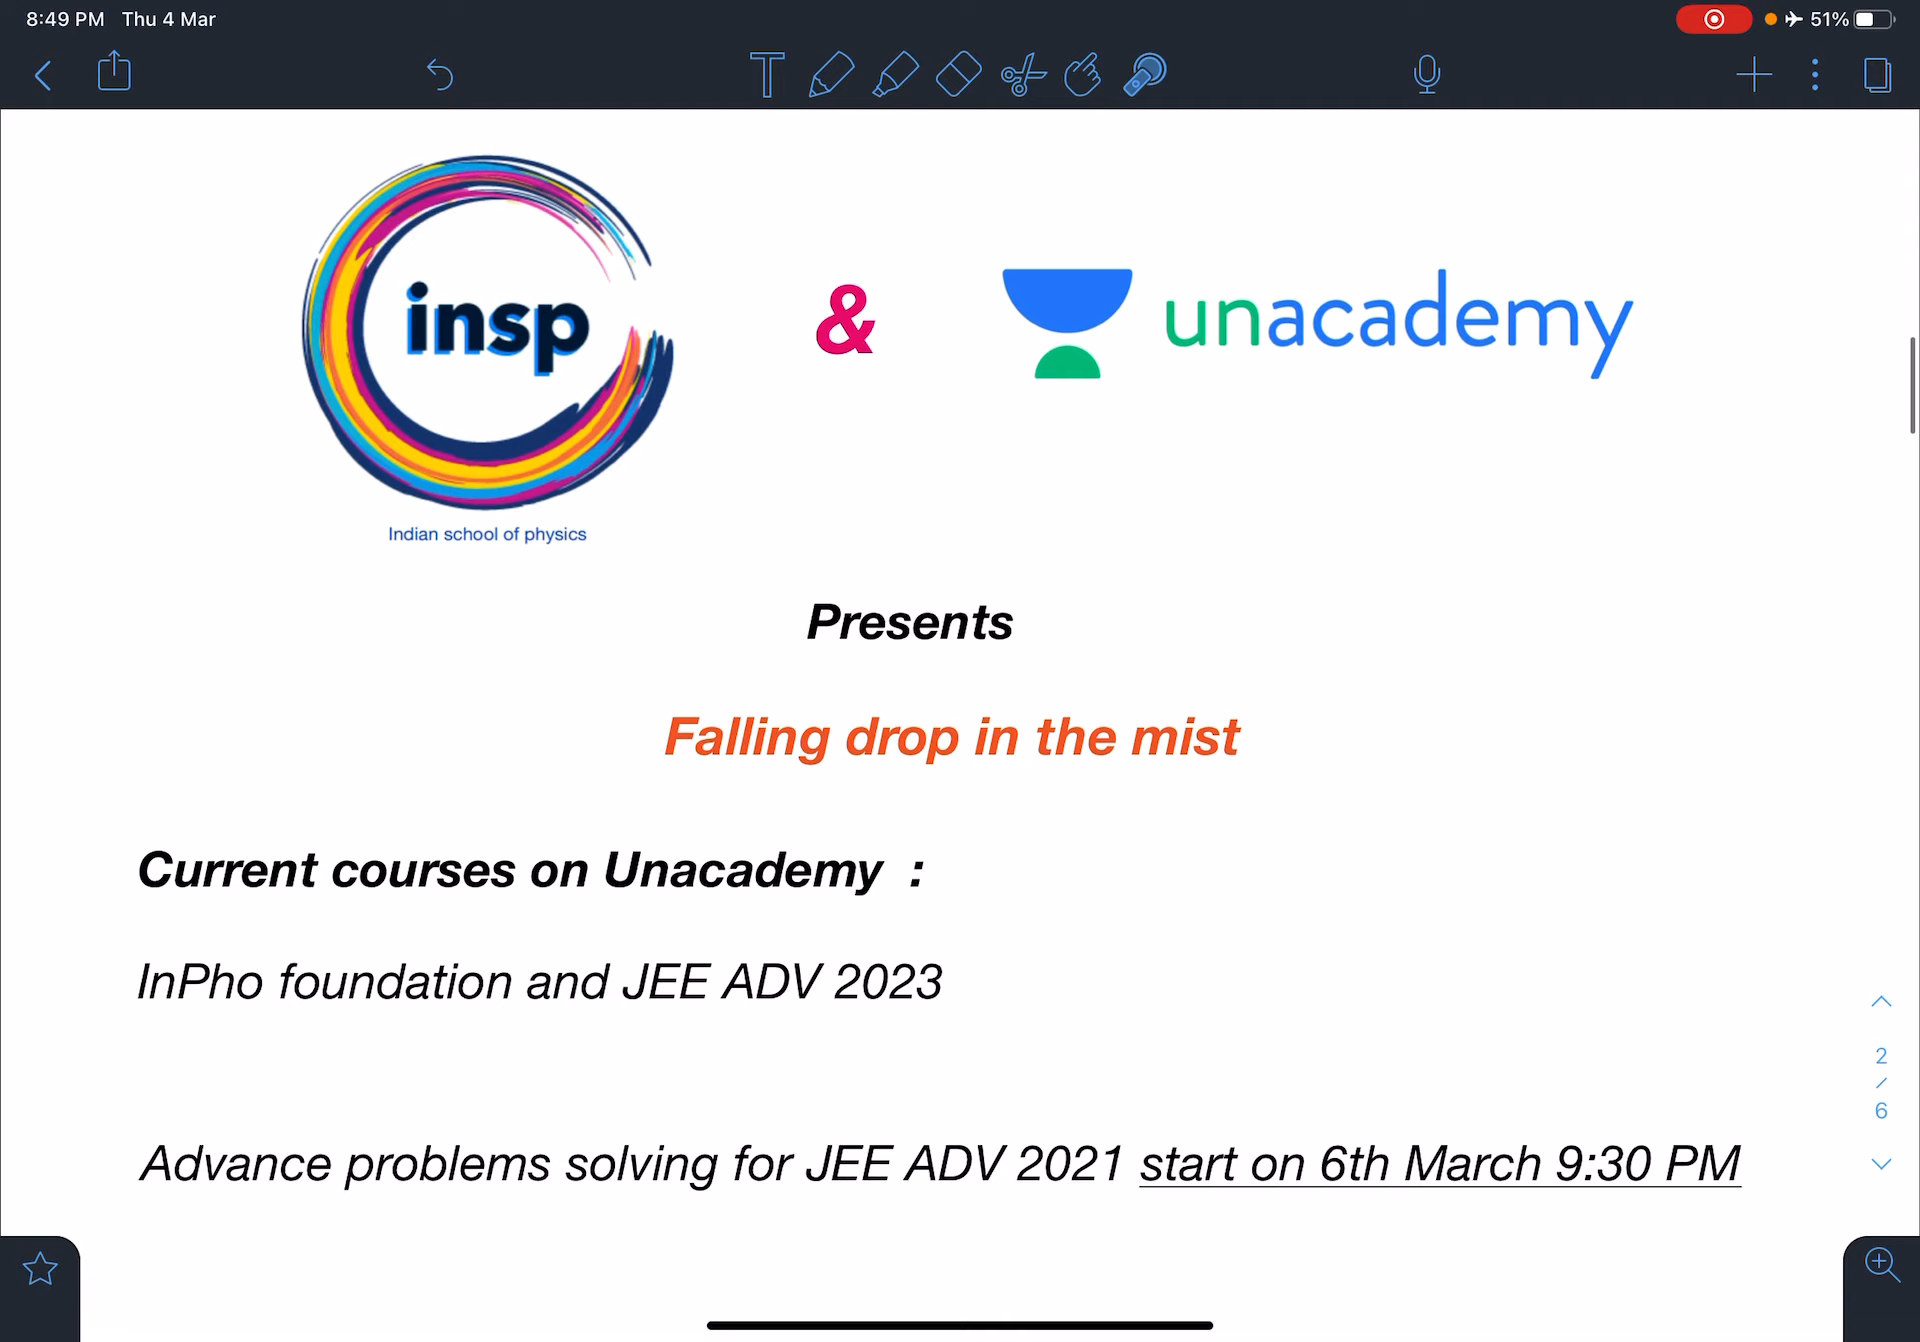 8:49 PM Thu 4 Mar
51%
T
insp
&
unacademy
Indian school of physics
Presents
Falling drop in the mist
Current courses on Unacademy :
InPho foundation and JEE ADV 2023
2
/
6
Advance problems solving for JEE ADV 2021 start on 6th March 9:30 PM